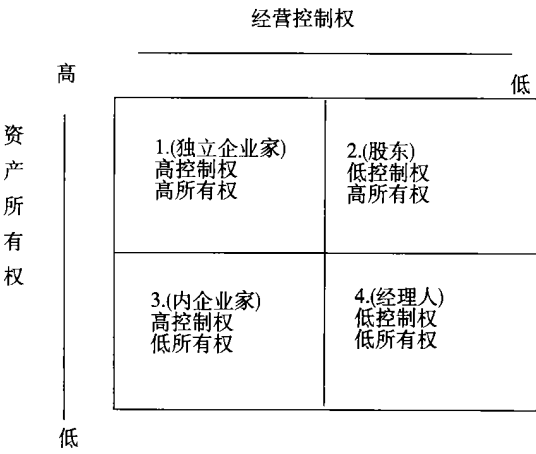 经营控制权
高
低
资产所有权
1.(独立企业家)
高控制权
高所有权
2.(股东)
低控制权
高所有权
3.(内企业家)
高控制权
低所有权
4.(经理人)
低控制权
低所有权
低